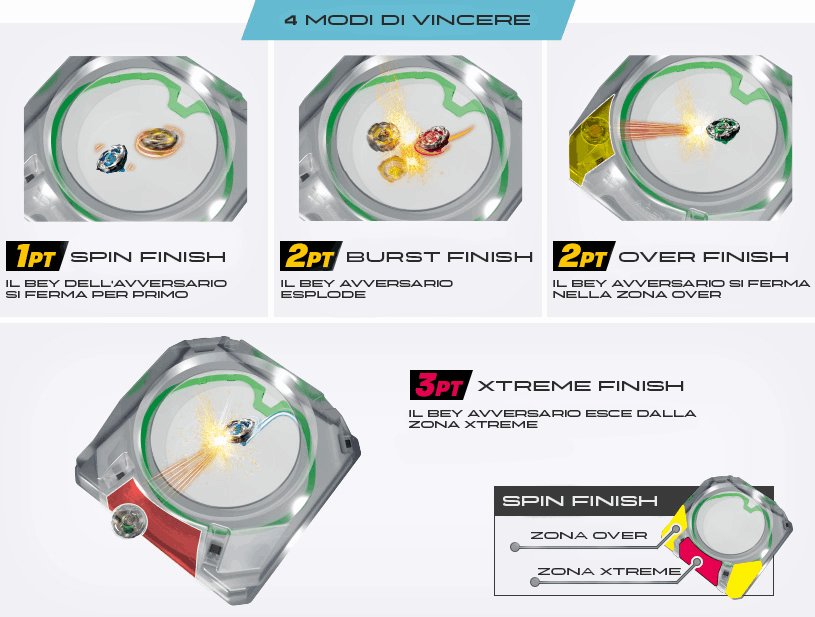 4 MODI DI VINCERE
1PT SPIN FINISH
IL BEY DELL'AVVERSARIO
SI FERMA PER PRIMO
2PT BURST FINISH
IL BEY AVVERSARIO
ESPLODE
2PT OVER FINISH
IL BEY AVVERSARIO SI FERMA
NELLA ZONA OVER
3PT XTREME FINISH
IL BEY AVVERSARIO ESCE DALLA
ZONA XTREME
SPIN FINISH
ZONA OVER
ZONA XTREME